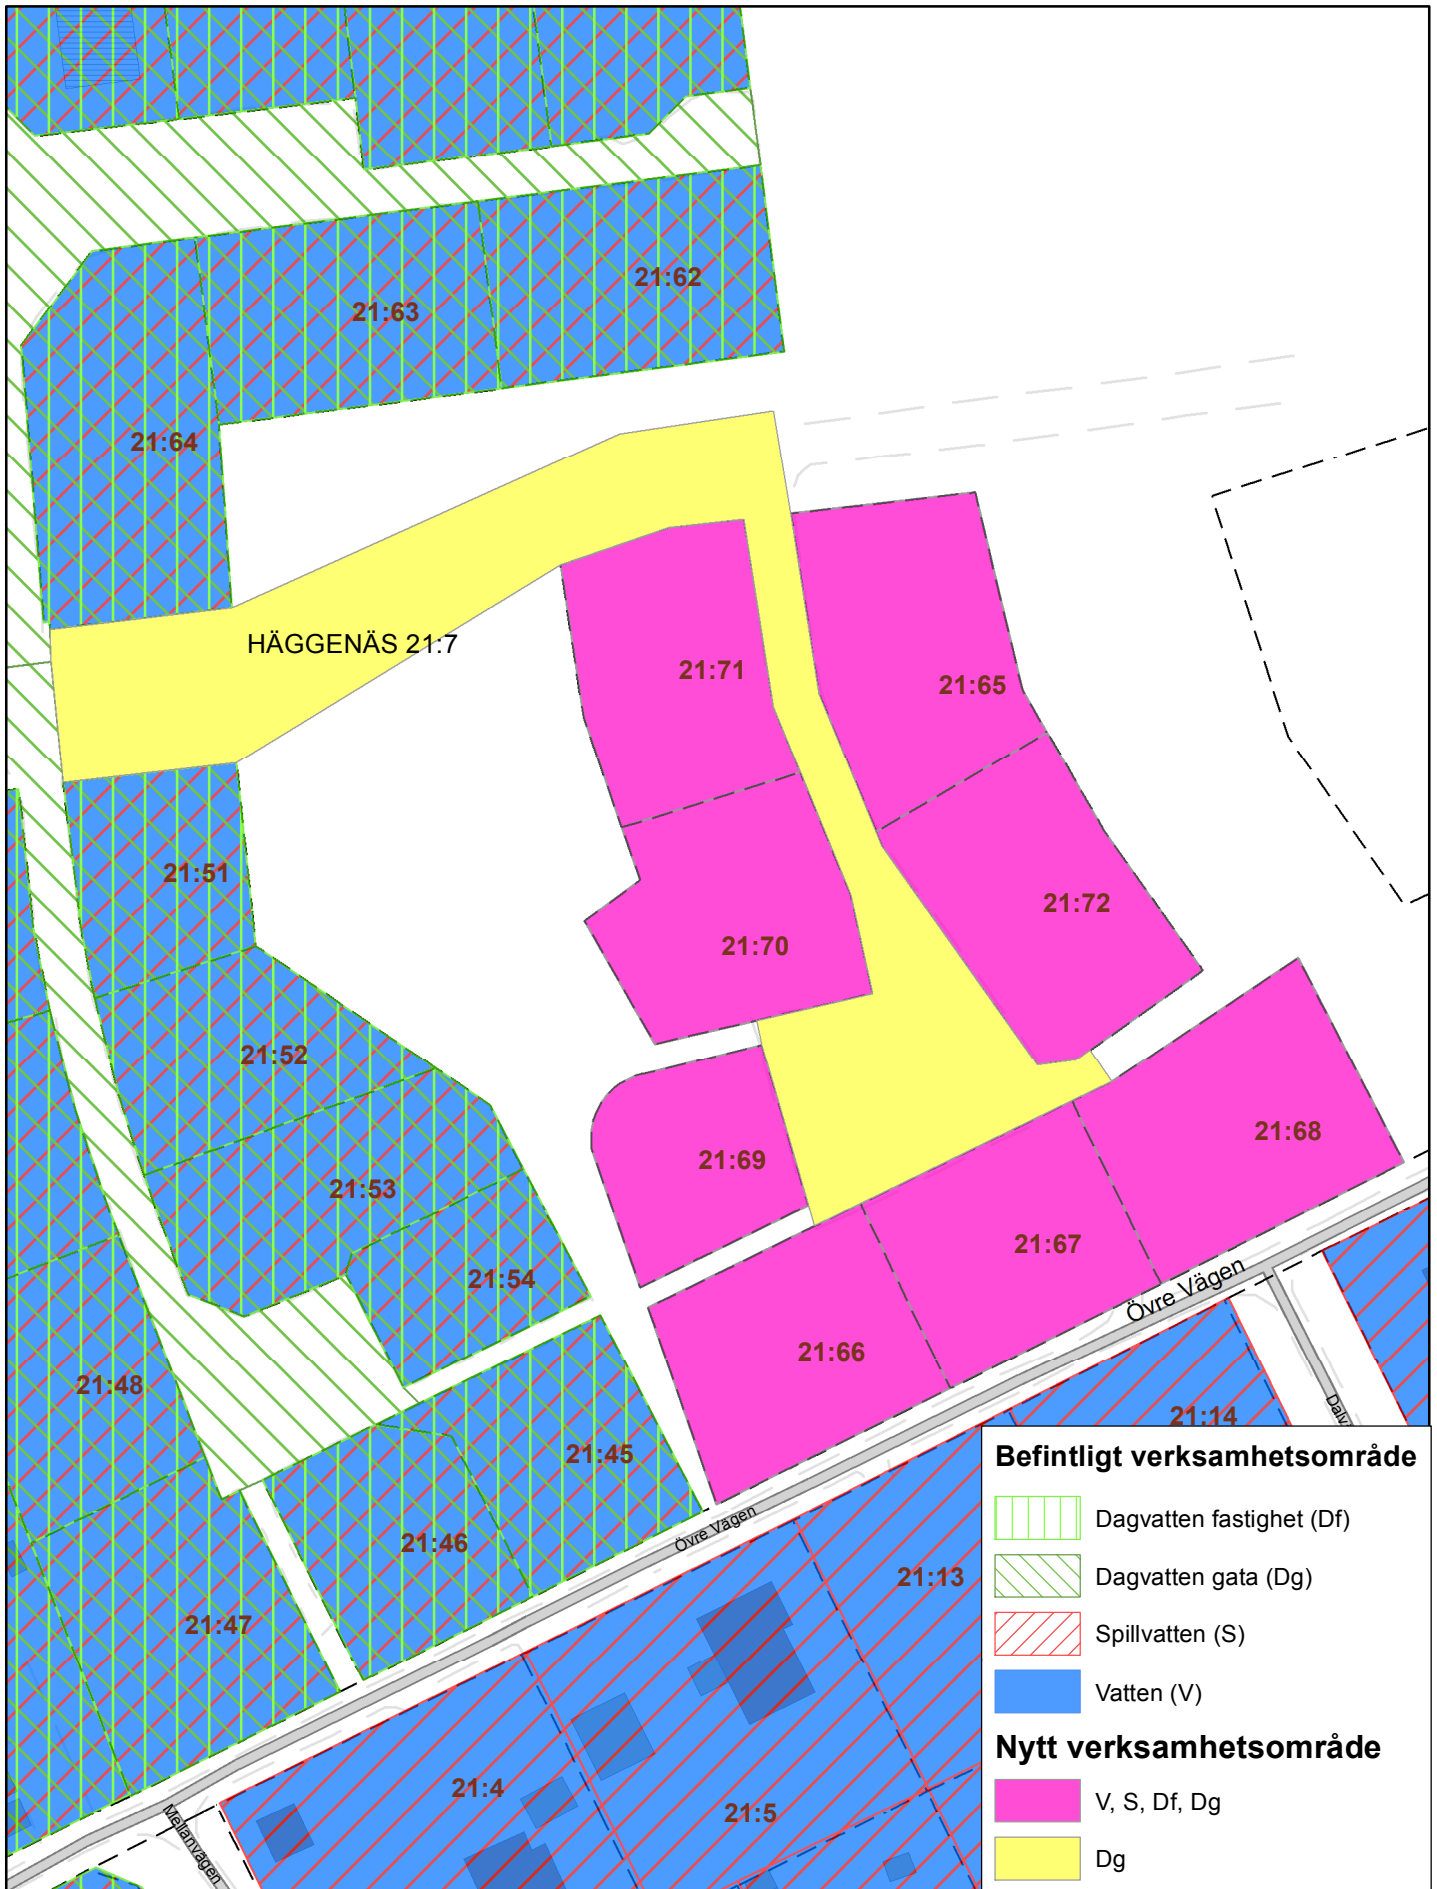 21:62
21:63
21:64
HÄGGENÄS 21:7
21:71
21:65
21:51
21:72
21:70
21:52
21:68
21:69
21:53
21:67
21:54
Övre Vägen
21:66
21:48
21:14
21:45
Övre Vägen
21:46
21:13
21:47
21:4
21:5
Mellanvägen
Befintligt verksamhetsområde
Dagvatten fastighet (Df)
Dagvatten gata (Dg)
Spillvatten (S)
Vatten (V)
Nytt verksamhetsområde
V, S, Df, Dg
Dg